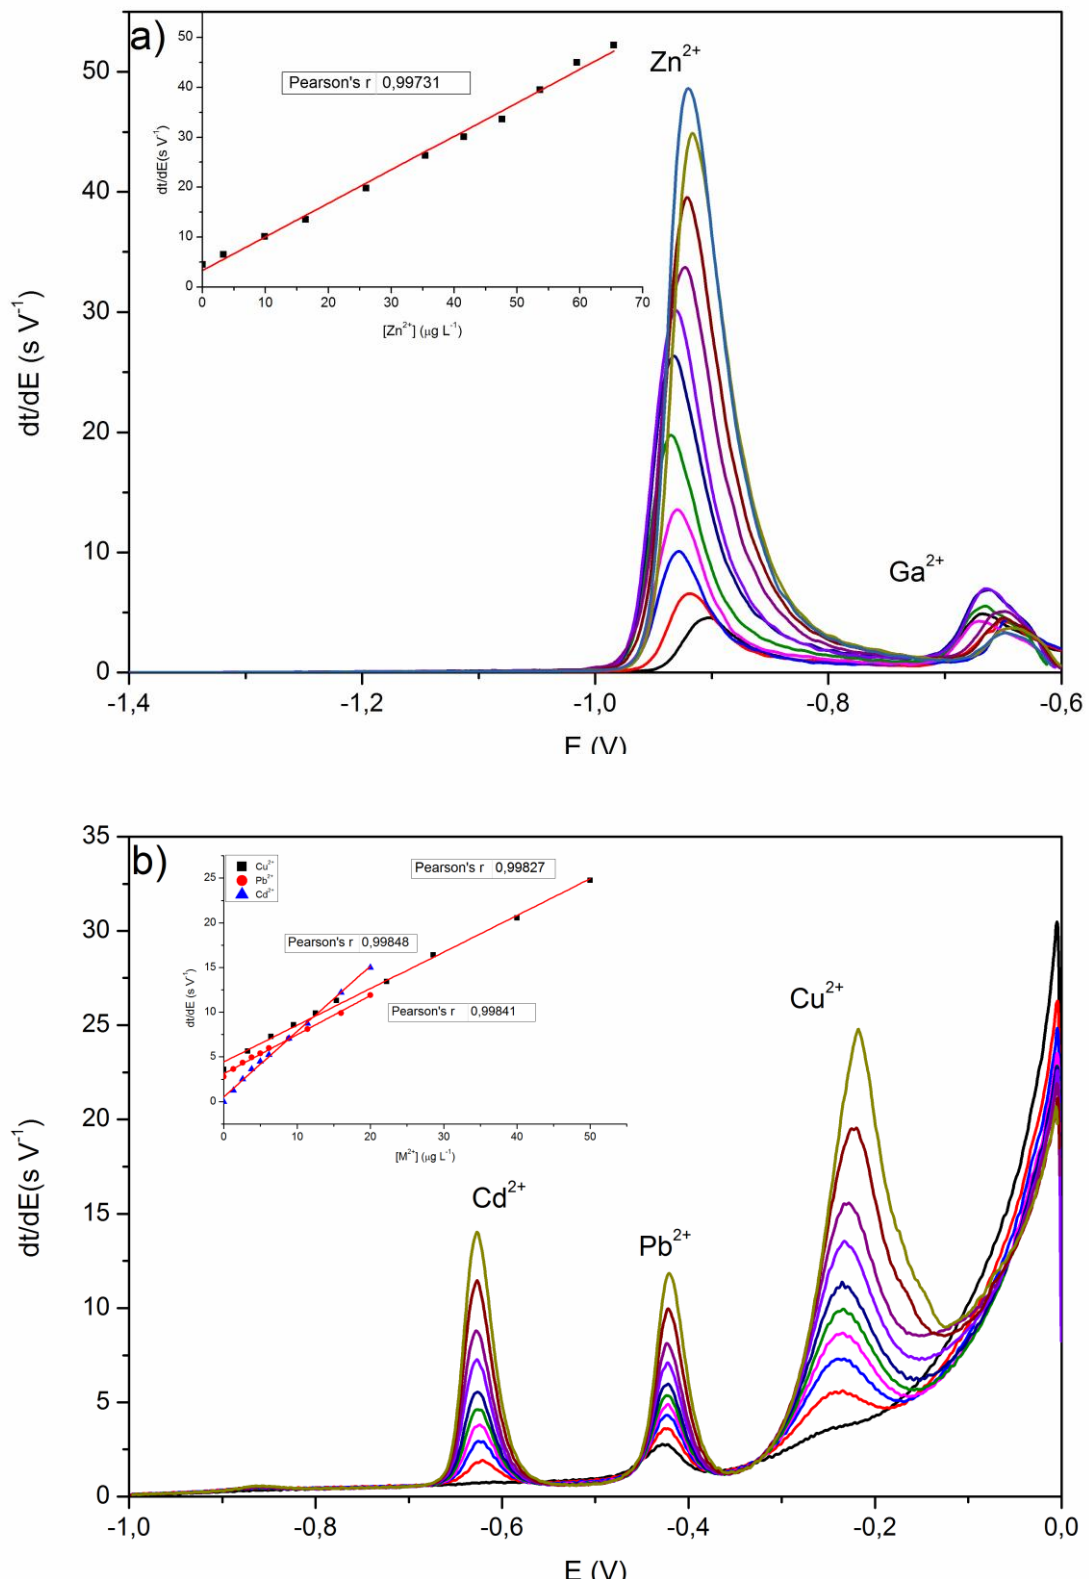 a)
Pearson's r 0,99731
dt/dE(s V⁻¹)
50
40
30
20
10
0
0 10 20 30 40 50 60 70
[Zn²⁺] (μg L⁻¹)
Zn²⁺
Ga²⁺
dt/dE (s V⁻¹)
50
40
30
20
10
0
-1,4 -1,2 -1,0 -0,8 -0,6
E (V)
b)
Cu²⁺
Pb²⁺
Cd²⁺
Pearson's r 0,99827
Pearson's r 0,99848
Pearson's r 0,99841
dt/dE (s V⁻¹)
25
20
15
10
5
0
0 10 20 30 40 50
[M²⁺] (μg L⁻¹)
Cd²⁺
Pb²⁺
Cu²⁺
dt/dE(s V⁻¹)
35
30
25
20
15
10
5
0
-1,0 -0,8 -0,6 -0,4 -0,2 0,0
E (V)